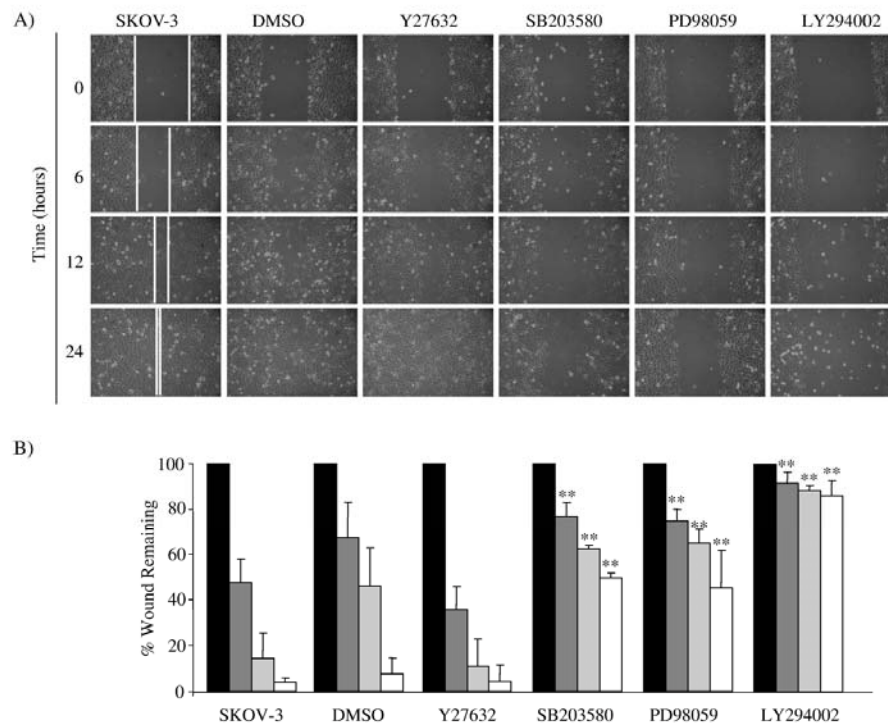 A)
SKOV-3 DMSO Y27632 SB203580 PD98059 LY294002
Time (hours)
0
6
12
24
B)
% Wound Remaining
100
80
60
40
20
0
** ** **
** ** **
** ** **
SKOV-3 DMSO Y27632 SB203580 PD98059 LY294002